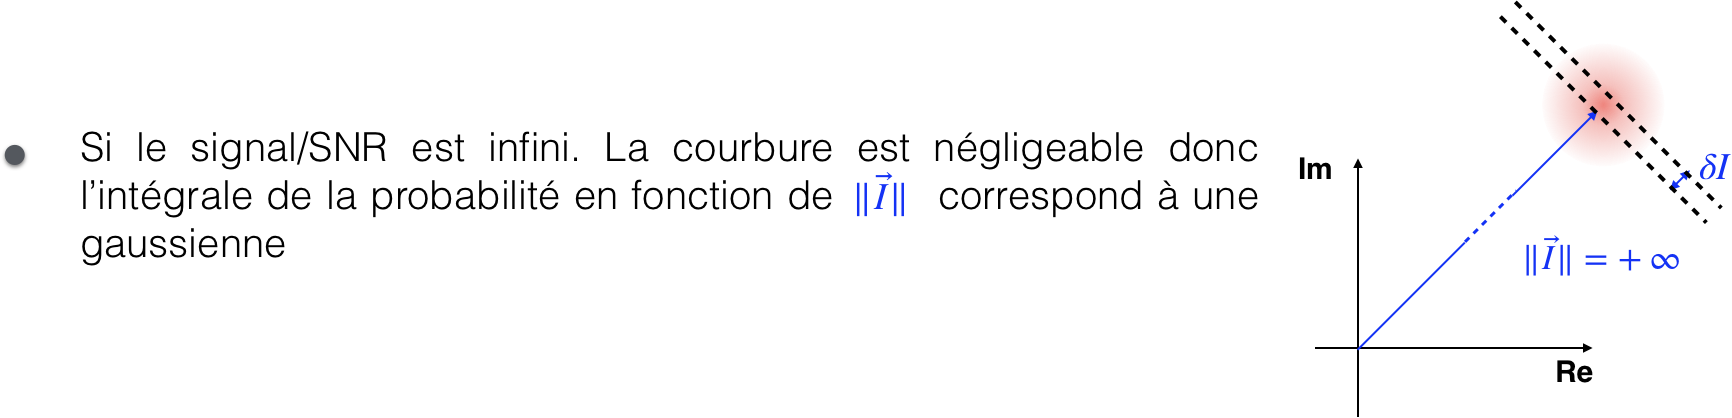 Si le signal/SNR est infini. La courbure est négligeable donc
l'intégrale de la probabilité en fonction de ‖I⃗‖ correspond à une
gaussienne
Im
δI
‖I⃗‖ = + ∞
Re